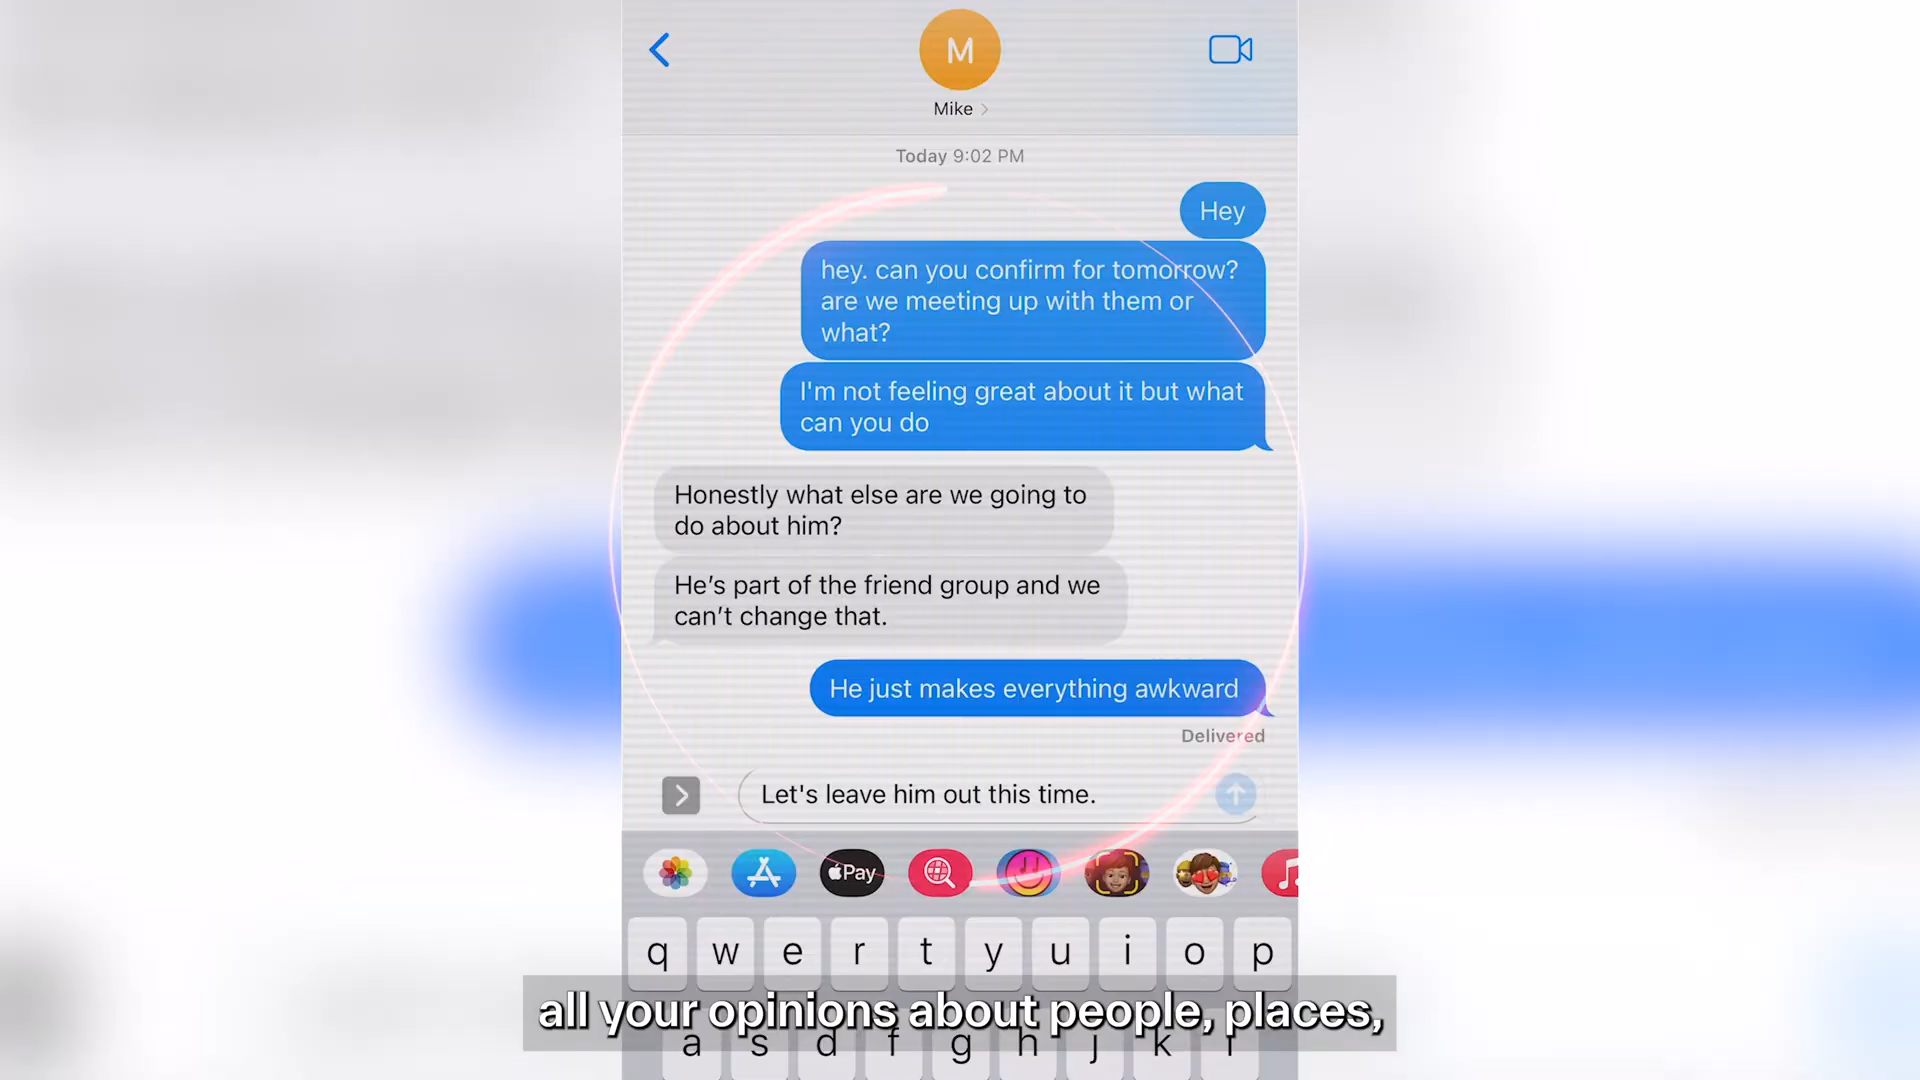 M
Mike
Today 9:02 PM
Hey
hey. can you confirm for tomorrow?
are we meeting up with them or
what?
I'm not feeling great about it but what
can you do
Honestly what else are we going to
do about him?
He’s part of the friend group and we
can’t change that.
He just makes everything awkward
Delivered
Let's leave him out this time.
Pay
q w e r t y u i o p
all your opinions about people, places,
a s d f g h j k l